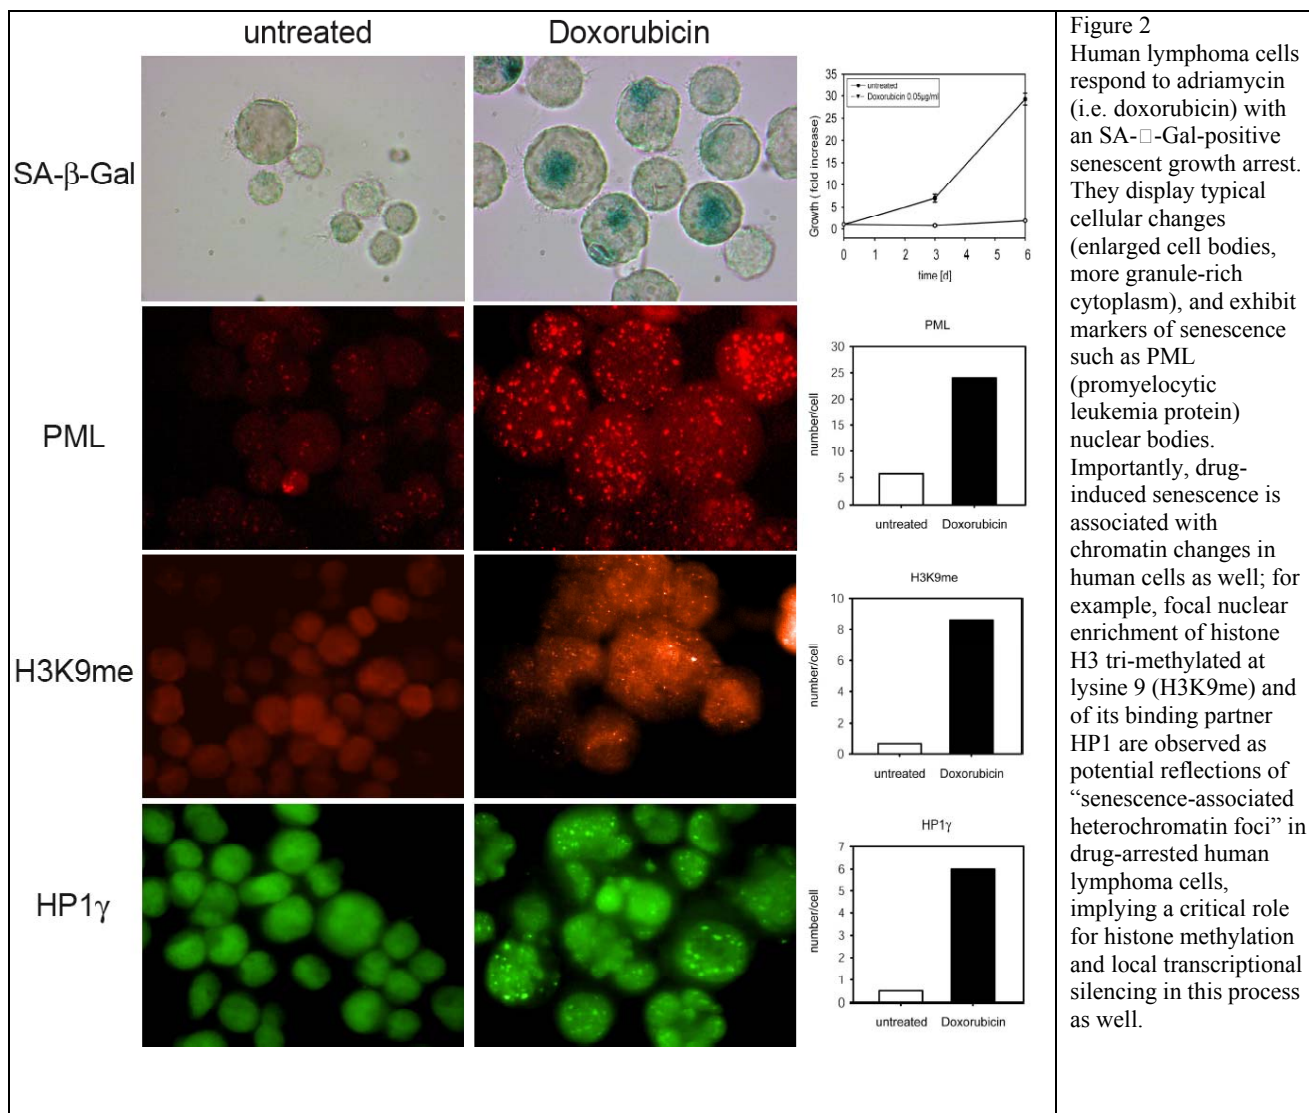 untreated
Doxorubicin
SA-β-Gal
PML
H3K9me
HP1γ
Growth ( fold increase)
35
30
25
20
15
10
5
0
untreated
Doxorubicin 0.05µg/ml
0 1 2 3 4 5 6
time [d]
PML
number/cell
30
25
20
15
10
5
0
untreated Doxorubicin
H3K9me
number/cell
10
8
6
4
2
0
untreated Doxorubicin
HP1γ
number/cell
7
6
5
4
3
2
1
0
untreated Doxorubicin
Figure 2
Human lymphoma cells
respond to adriamycin
(i.e. doxorubicin) with
an SA-□-Gal-positive
senescent growth arrest.
They display typical
cellular changes
(enlarged cell bodies,
more granule-rich
cytoplasm), and exhibit
markers of senescence
such as PML
(promyelocytic
leukemia protein)
nuclear bodies.
Importantly, drug-
induced senescence is
associated with
chromatin changes in
human cells as well; for
example, focal nuclear
enrichment of histone
H3 tri-methylated at
lysine 9 (H3K9me) and
of its binding partner
HP1 are observed as
potential reflections of
“senescence-associated
heterochromatin foci” in
drug-arrested human
lymphoma cells,
implying a critical role
for histone methylation
and local transcriptional
silencing in this process
as well.